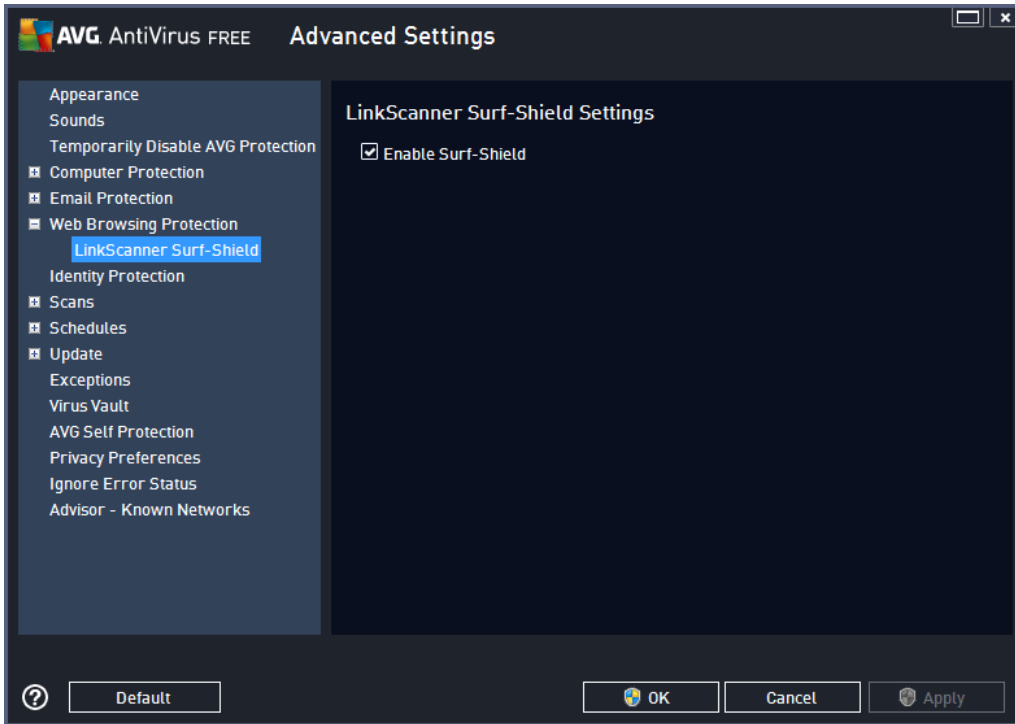 AVG. AntiVirus FREE Advanced Settings
Appearance
Sounds
Temporarily Disable AVG Protection
Computer Protection
Email Protection
Web Browsing Protection
LinkScanner Surf-Shield
Identity Protection
Scans
Schedules
Update
Exceptions
Virus Vault
AVG Self Protection
Privacy Preferences
Ignore Error Status
Advisor - Known Networks
LinkScanner Surf-Shield Settings
Enable Surf-Shield
? Default OK Cancel Apply